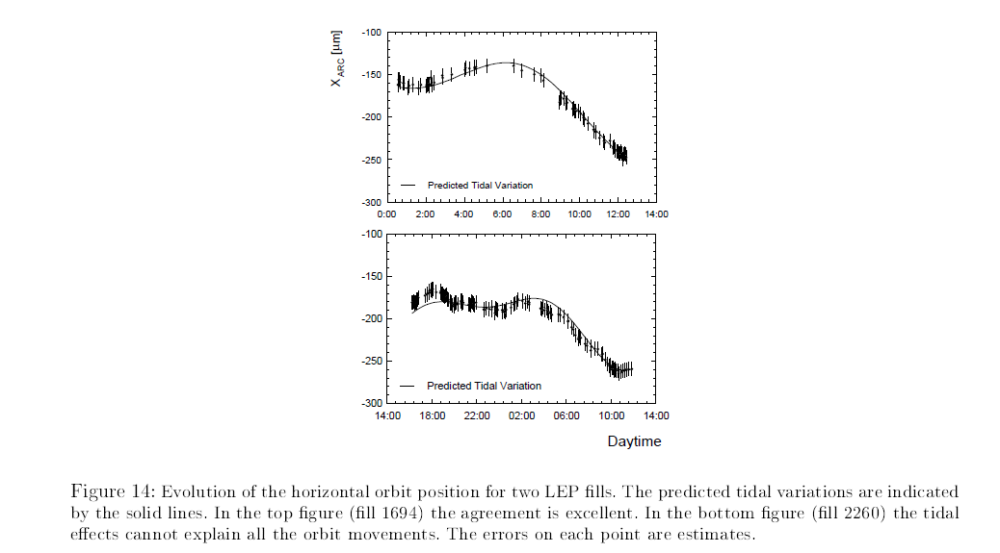 X ARC [µm]
-100
-150
-200
-250
-300
Predicted Tidal Variation
0:00 2:00 4:00 6:00 8:00 10:00 12:00 14:00
-100
-150
-200
-250
-300
Predicted Tidal Variation
14:00 18:00 22:00 02:00 06:00 10:00 14:00
Daytime
Figure 14: Evolution of the horizontal orbit position for two LEP fills. The predicted tidal variations are indicated
by the solid lines. In the top figure (fill 1694) the agreement is excellent. In the bottom figure (fill 2260) the tidal
effects cannot explain all the orbit movements. The errors on each point are estimates.